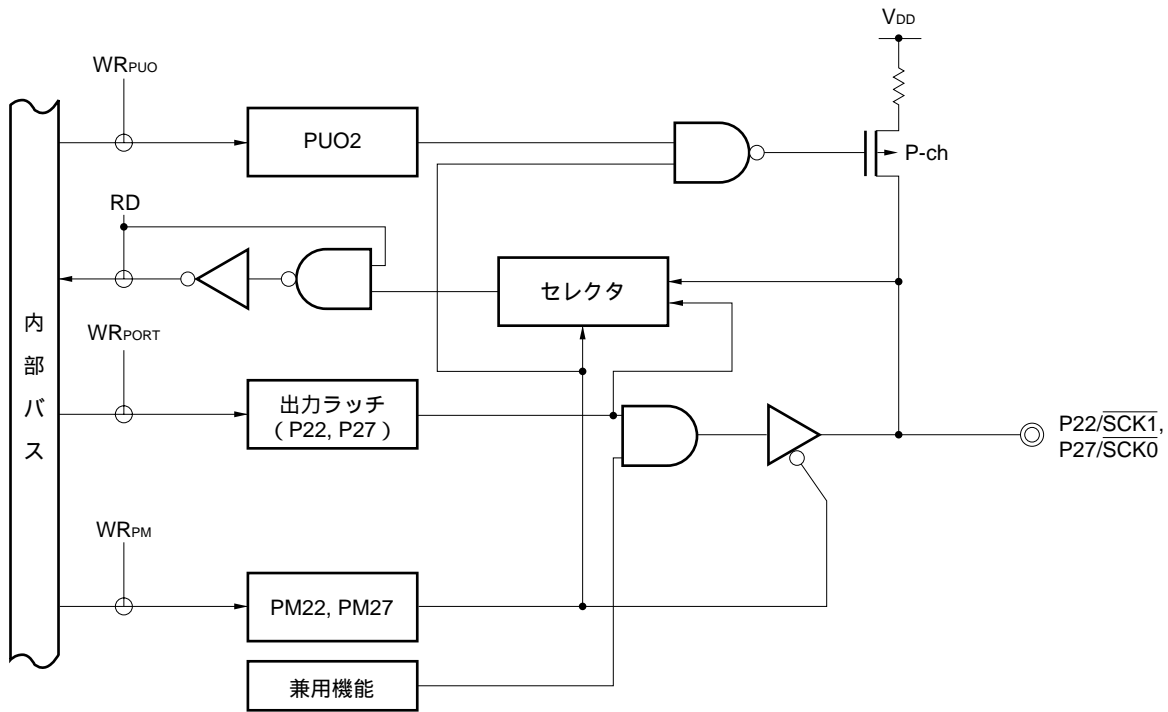 VDD
WRPUO
PUO2
P-ch
RD
セレクタ
内部バス
WRPORT
出力ラッチ
(P22, P27)
P22/SCK1,
P27/SCK0
WRPM
PM22, PM27
兼用機能